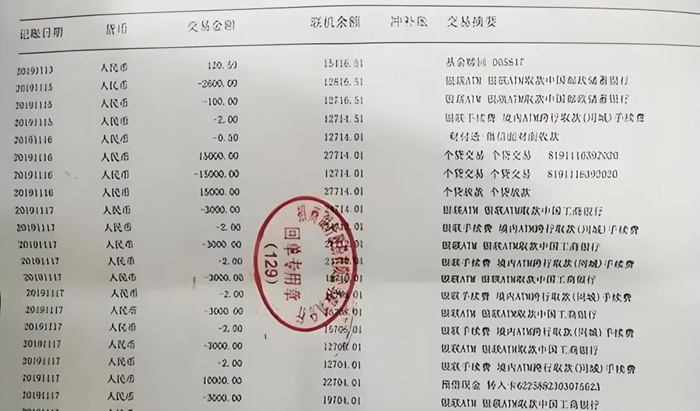 记账日期 货币 交易金额 联机余额 冲补账 交易摘要
人民币 15116.51 基金赎回
20191115 人民币 -2600.00 12816.51 银联ATM 银联ATM取款中国邮政储蓄银行
20191115 人民币 -100.00 12716.51 银联ATM 银联ATM取款中国邮政储蓄银行
20191115 人民币 -2.00 12714.51 银联手续费 境内ATM跨行取款(同城)手续费
20191116 人民币 -0.50 12714.01
20191116 人民币 15000.00 27714.01 个贷交易 个贷交易 8191116392020
20191116 人民币 -15000.00 12714.01 个贷交易 个贷交易
20191116 人民币 15000.00 27714.01 个贷放款 个贷放款
20191117 人民币 -3000.00 银联ATM 银联ATM取款中国工商银行
20191117 人民币 -2.00 银联手续费 境内ATM跨行取款(同城)手续费
20191117 人民币 -3000.00 银联ATM 银联ATM取款中国工商银行
20191117 人民币 -2.00 银联手续费 境内ATM跨行取款(同城)手续费
20191117 人民币 -3000.00 银联ATM 银联ATM取款中国工商银行
20191117 人民币 -2.00 银联手续费 境内ATM跨行取款(同城)手续费
20191117 人民币 -3000.00 银联ATM 银联ATM取款中国工商银行
20191117 人民币 -2.00 15706.01 银联手续费 境内ATM跨行取款(同城)手续费
20191117 人民币 -3000.00 12706.01 银联ATM 银联ATM取款中国工商银行
20191117 人民币 -2.00 12704.01 银联手续费 境内ATM跨行取款(同城)手续费
20191117 人民币 10000.00 22704.01 预借现金
20191117 人民币 -3000.00 19704.01 银联ATM 银联ATM取款中国工商银行
回单专用章
(129)